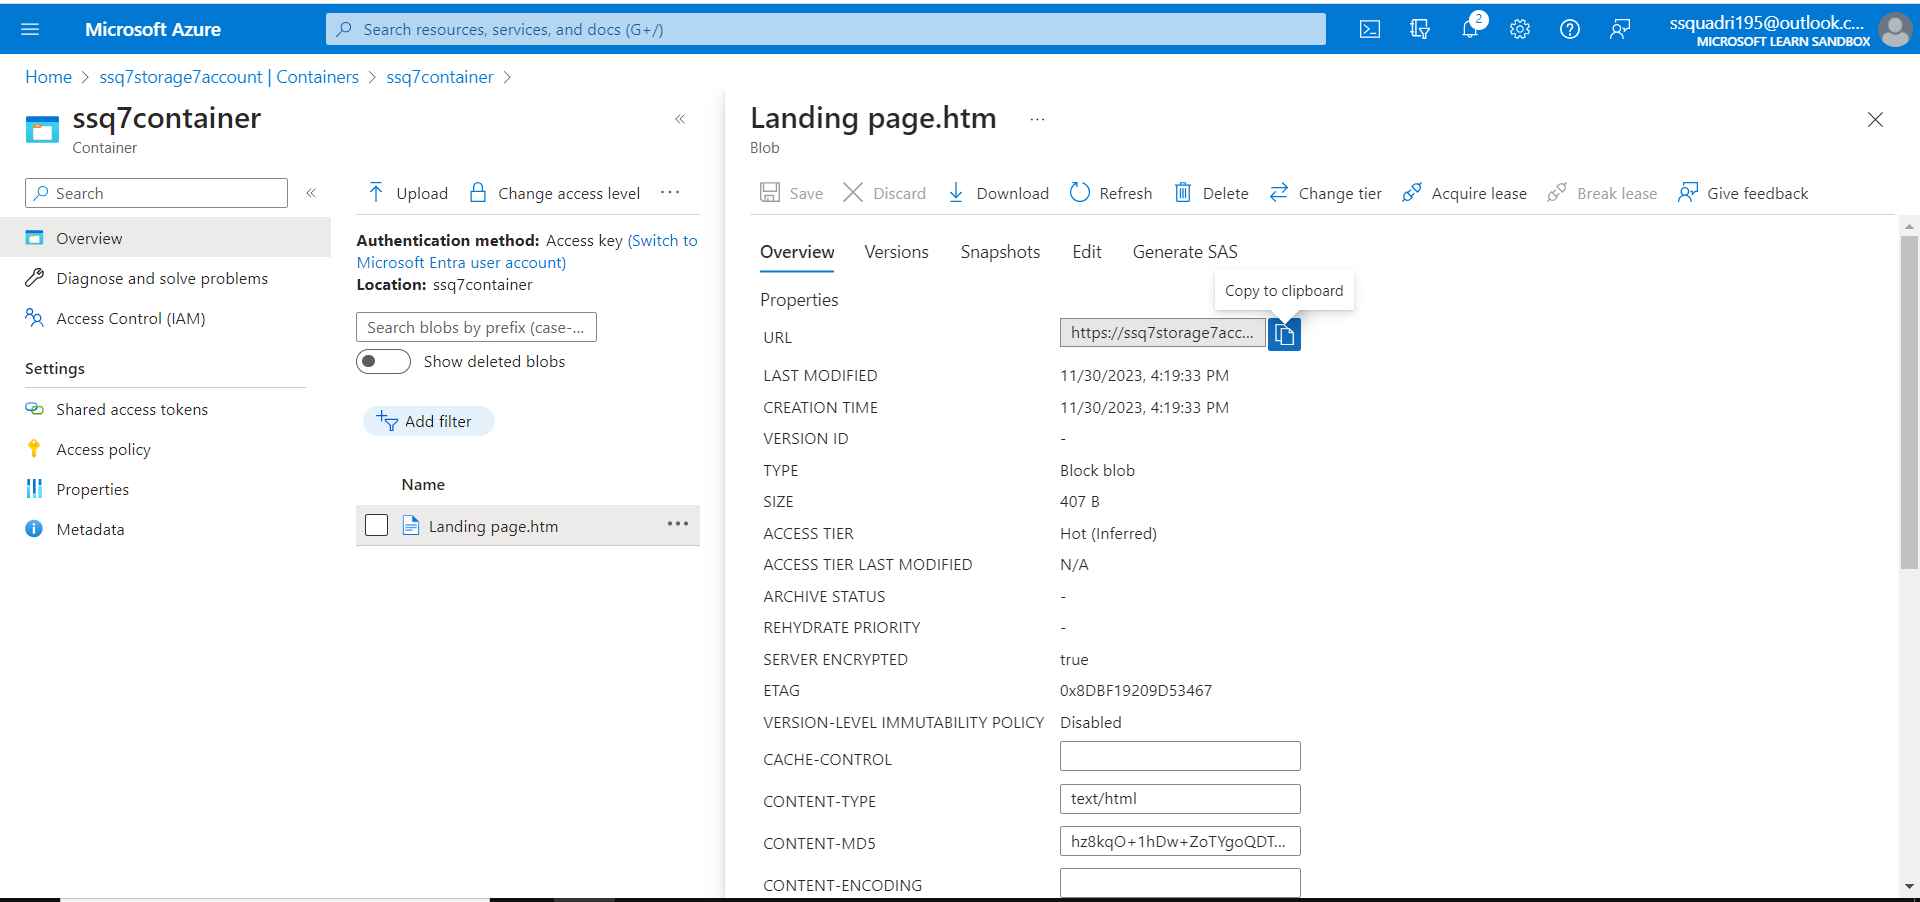 Microsoft Azure
Search resources, services, and docs (G+/)
2
ssquadri195@outlook.c...
MICROSOFT LEARN SANDBOX
Home > ssq7storage7account | Containers > ssq7container >
ssq7container
Container
«
Search
«
Overview
Diagnose and solve problems
Access Control (IAM)
Settings
Shared access tokens
Access policy
Properties
Metadata
Upload
Change access level
...
Authentication method: Access key (Switch to
Microsoft Entra user account)
Location: ssq7container
Search blobs by prefix (case-...
Show deleted blobs
Add filter
Name
Landing page.htm
...
Landing page.htm ...
Blob
Save
Discard
Download
Refresh
Delete
Change tier
Acquire lease
Break lease
Give feedback
Overview
Versions
Snapshots
Edit
Generate SAS
Copy to clipboard
Properties
URL https://ssq7storage7acc...
LAST MODIFIED 11/30/2023, 4:19:33 PM
CREATION TIME 11/30/2023, 4:19:33 PM
VERSION ID -
TYPE Block blob
SIZE 407 B
ACCESS TIER Hot (Inferred)
ACCESS TIER LAST MODIFIED N/A
ARCHIVE STATUS -
REHYDRATE PRIORITY -
SERVER ENCRYPTED true
ETAG 0x8DBF19209D53467
VERSION-LEVEL IMMUTABILITY POLICY Disabled
CACHE-CONTROL
CONTENT-TYPE text/html
CONTENT-MD5 hz8kqO+1hDw+ZoTYgoQDT...
CONTENT-ENCODING